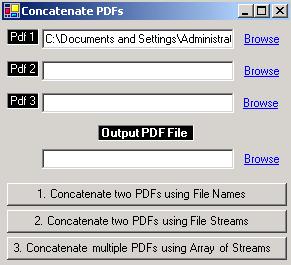 Concatenate PDFs
Pdf 1 C:\Documents and Settings\Administrat Browse
Pdf 2 Browse
Pdf 3 Browse
Output PDF File
Browse
1. Concatenate two PDFs using File Names
2. Concatenate two PDFs using File Streams
3. Concatenate multiple PDFs using Array of Streams